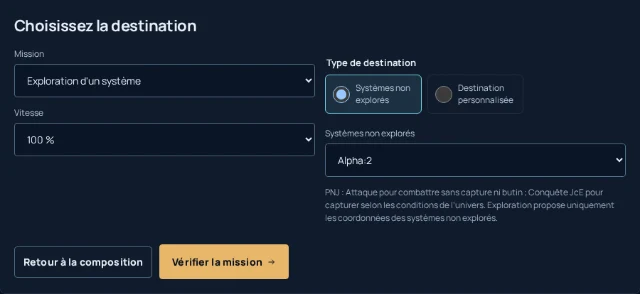 Choisissez la destination
Mission
Exploration d'un système
Vitesse
100 %
Type de destination
Systèmes non
explorés
Destination
personnalisée
Systèmes non explorés
Alpha:2
PNJ : Attaque pour combattre sans capture ni butin ; Conquête JcE pour
capturer selon les conditions de l'univers. Exploration propose uniquement
les coordonnées des systèmes non explorés.
Retour à la composition
Vérifier la mission →